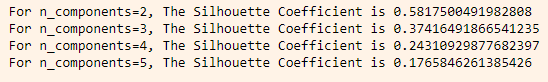 For n_components=2, The Silhouette Coefficient is 0.5817500491982808
For n_components=3, The Silhouette Coefficient is 0.37416491866541235
For n_components=4, The Silhouette Coefficient is 0.24310929877682397
For n_components=5, The Silhouette Coefficient is 0.1765846261385426